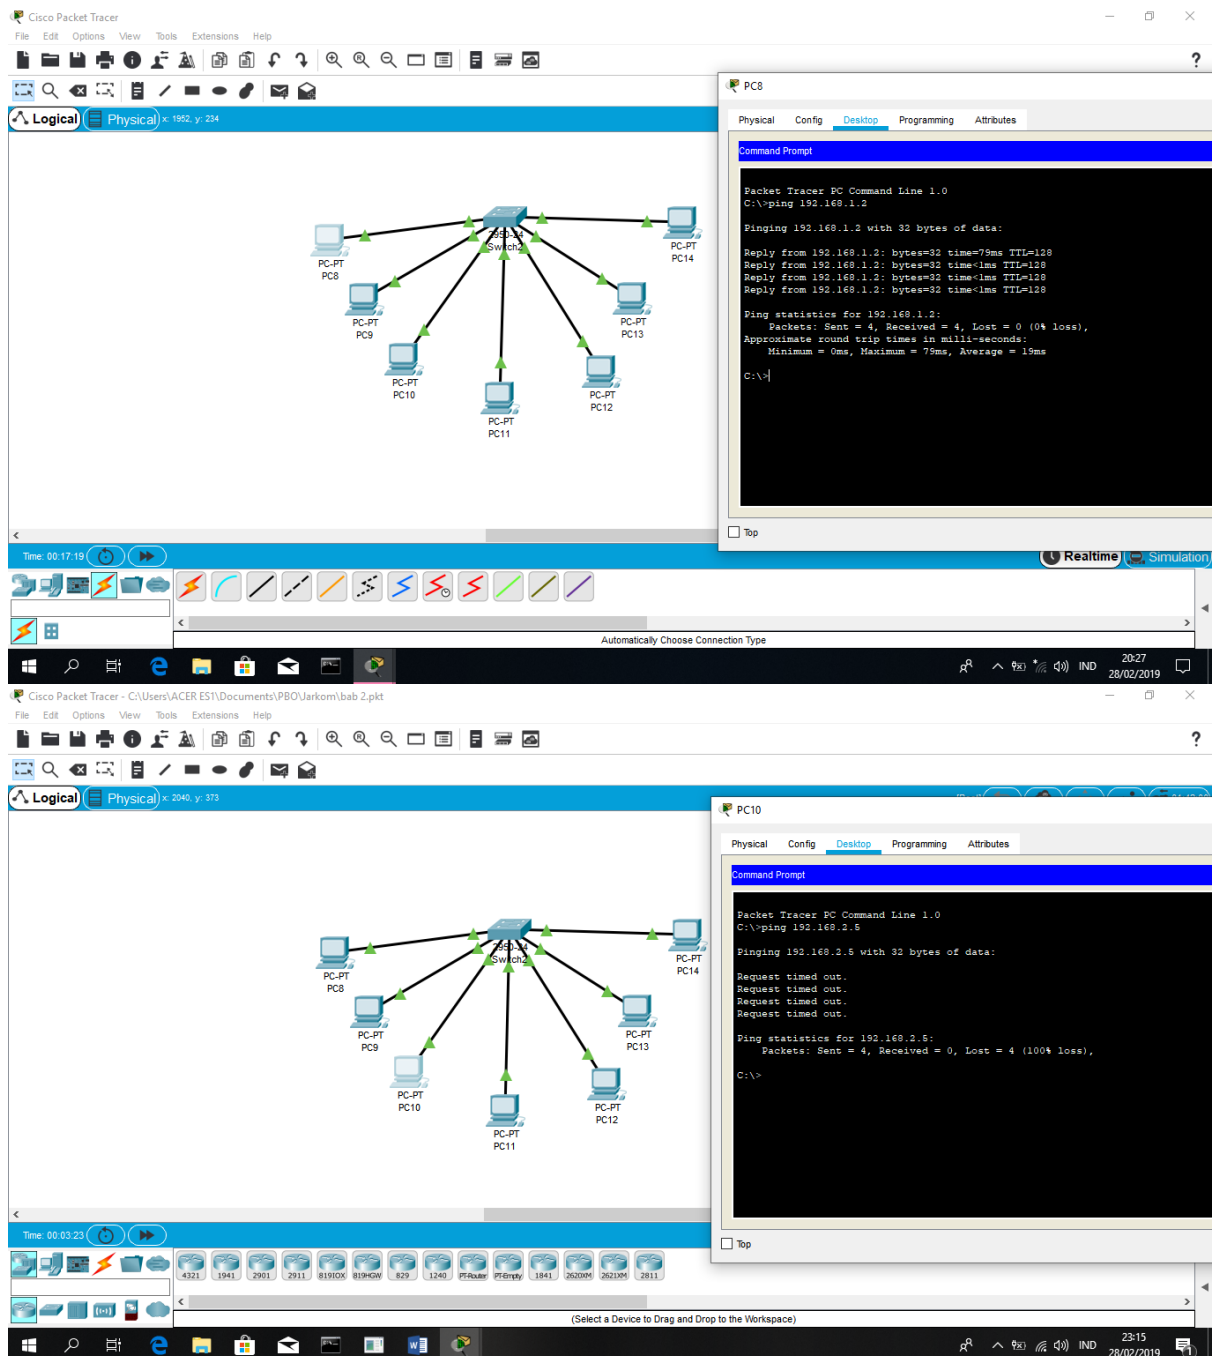 Cisco Packet Tracer
File Edit Options View Tools Extensions Help
?
PC8
Logical Physical x: 1952, y: 234
Physical Config Desktop Programming Attributes
Command Prompt
Packet Tracer PC Command Line 1.0
C:\>ping 192.168.1.2
Pinging 192.168.1.2 with 32 bytes of data:
Reply from 192.168.1.2: bytes=32 time=79ms TTL=128
Reply from 192.168.1.2: bytes=32 time<1ms TTL=128
Reply from 192.168.1.2: bytes=32 time<1ms TTL=128
Reply from 192.168.1.2: bytes=32 time<1ms TTL=128
Ping statistics for 192.168.1.2:
Packets: Sent = 4, Received = 4, Lost = 0 (0% loss),
Approximate round trip times in milli-seconds:
Minimum = 0ms, Maximum = 79ms, Average = 19ms
C:\>
2950-24
Switch2
PC-PT
PC8
PC-PT
PC9
PC-PT
PC10
PC-PT
PC11
PC-PT
PC12
PC-PT
PC13
PC-PT
PC14
Top
Time: 00:17:19
Realtime Simulation
Automatically Choose Connection Type
IND
20:27
28/02/2019
Cisco Packet Tracer - C:\Users\ACER ES1\Documents\PBO\Jarkom\bab 2.pkt
File Edit Options View Tools Extensions Help
?
Logical Physical x: 2040, y: 373
PC10
Physical Config Desktop Programming Attributes
Command Prompt
Packet Tracer PC Command Line 1.0
C:\>ping 192.168.2.5
Pinging 192.168.2.5 with 32 bytes of data:
Request timed out.
Request timed out.
Request timed out.
Request timed out.
Ping statistics for 192.168.2.5:
Packets: Sent = 4, Received = 0, Lost = 4 (100% loss),
C:\>
2950-24
Switch2
PC-PT
PC8
PC-PT
PC9
PC-PT
PC10
PC-PT
PC11
PC-PT
PC12
PC-PT
PC13
PC-PT
PC14
Top
Time: 00:03:23
4321 1941 2901 2911 819IOX 819HGW 829 1240 PT-Router PT-Empty 1841 2620XM 2621XM 2811
(Select a Device to Drag and Drop to the Workspace)
IND
23:15
28/02/2019